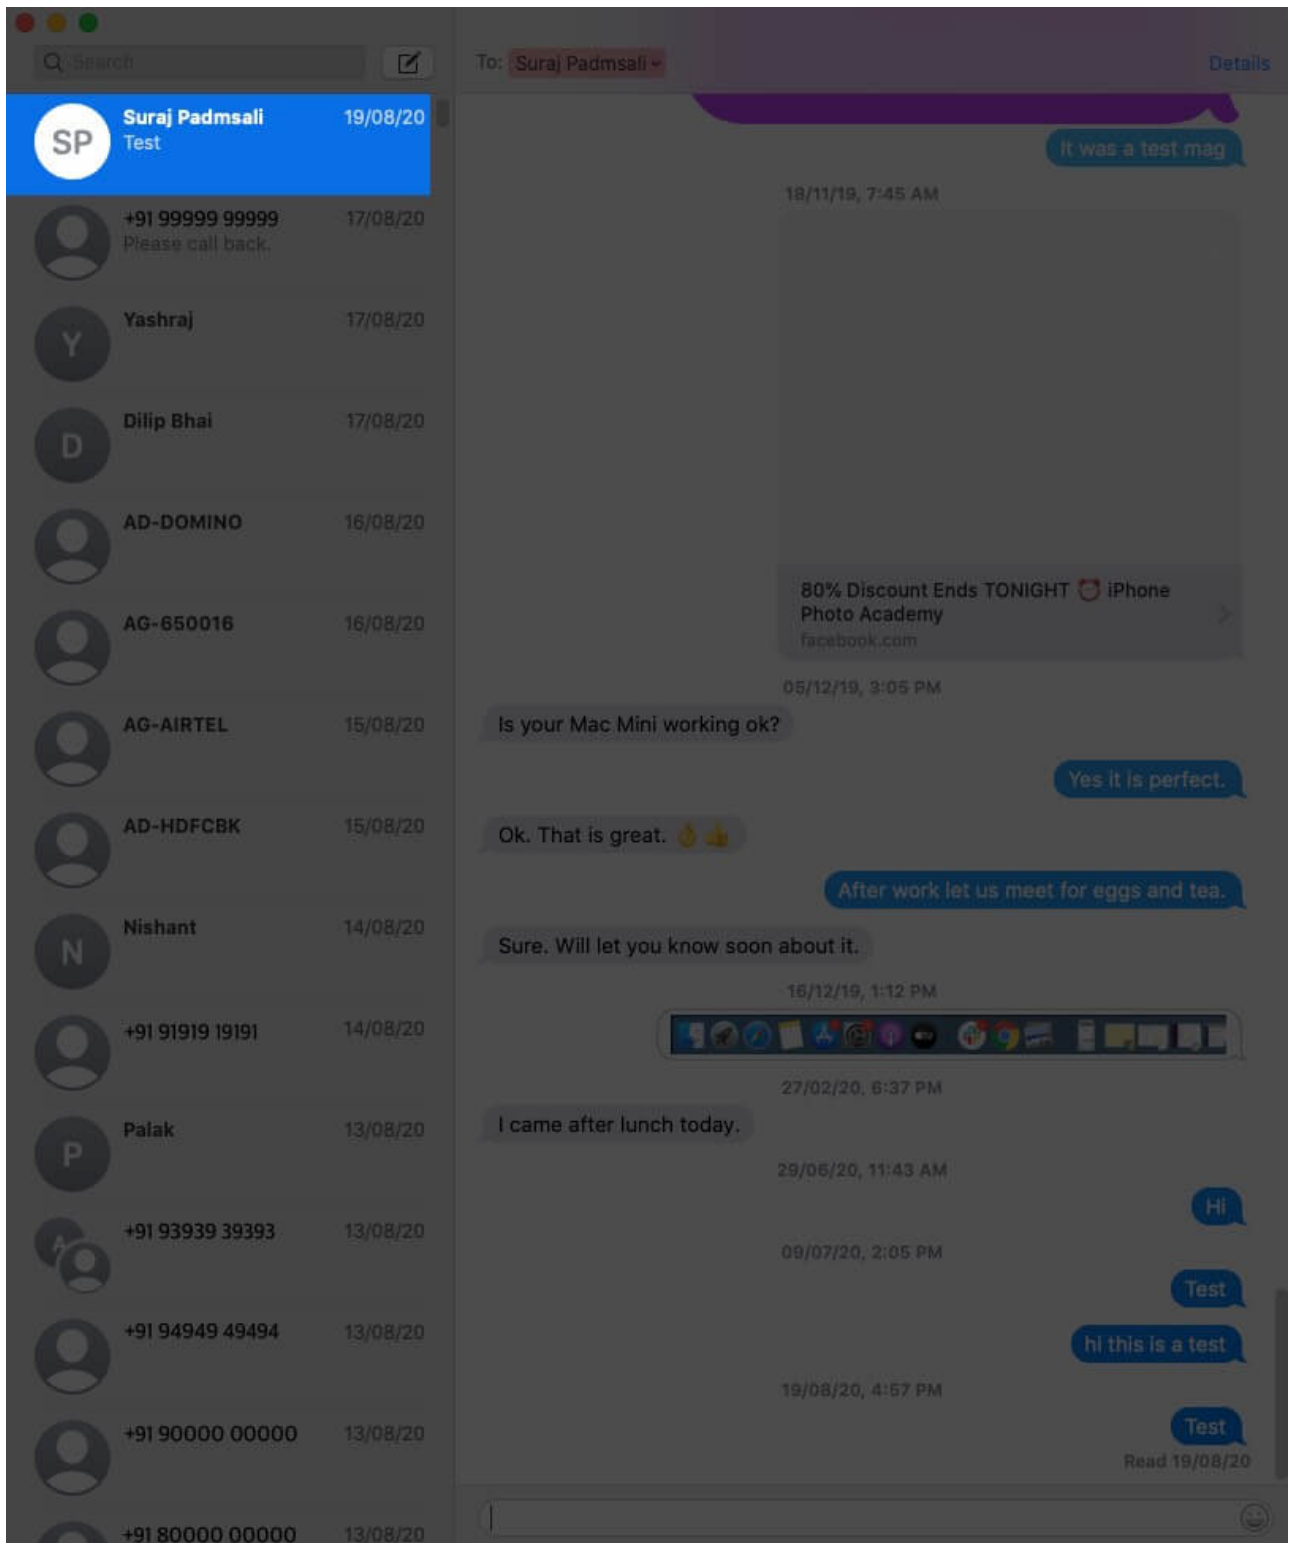 Search
SP
Suraj Padmsali 19/08/20
Test
+91 99999 99999 17/08/20
Please call back.
Y
Yashraj 17/08/20
D
Dilip Bhai 17/08/20
AD-DOMINO 16/08/20
AG-650016 16/08/20
AG-AIRTEL 15/08/20
AD-HDFCBK 15/08/20
N
Nishant 14/08/20
+91 91919 19191 14/08/20
P
Palak 13/08/20
A
+91 93939 39393 13/08/20
+91 94949 49494 13/08/20
+91 90000 00000 13/08/20
+91 80000 00000 13/08/20
To: Suraj Padmsali Details
It was a test mag
18/11/19, 7:45 AM
80% Discount Ends TONIGHT ⏰ iPhone
Photo Academy
facebook.com
05/12/19, 3:05 PM
Is your Mac Mini working ok?
Yes it is perfect.
Ok. That is great. 👌👍
After work let us meet for eggs and tea.
Sure. Will let you know soon about it.
16/12/19, 1:12 PM
27/02/20, 6:37 PM
I came after lunch today.
29/06/20, 11:43 AM
Hi
09/07/20, 2:05 PM
Test
hi this is a test
19/08/20, 4:57 PM
Test
Read 19/08/20